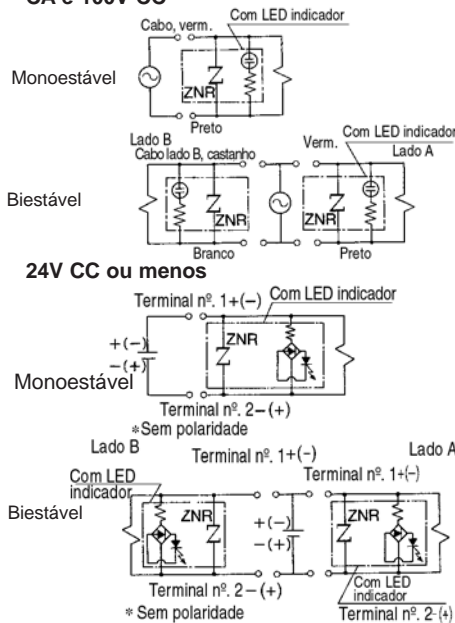 CA e 100V CC
Com LED indicador
Cabo, verm.
Monoestável
ZNR
Preto
Lado B
Cabo lado B, castanho
Verm.
Com LED indicador
Lado A
Biestável
ZNR
ZNR
Branco
Preto
24V CC ou menos
Terminal nº. 1+(−)
Com LED indicador
ZNR
+(−)
−(+)
Monoestável
Terminal nº. 2−(+)
*Sem polaridade
Lado B
Terminal nº. 1+(−)
Lado A
Com LED
indicador
Terminal nº. 1+(−)
Biestável
ZNR
+(−)
−(+)
ZNR
Terminal nº. 2−(+)
* Sem polaridade
Com LED
indicador
Terminal nº. 2-(+)